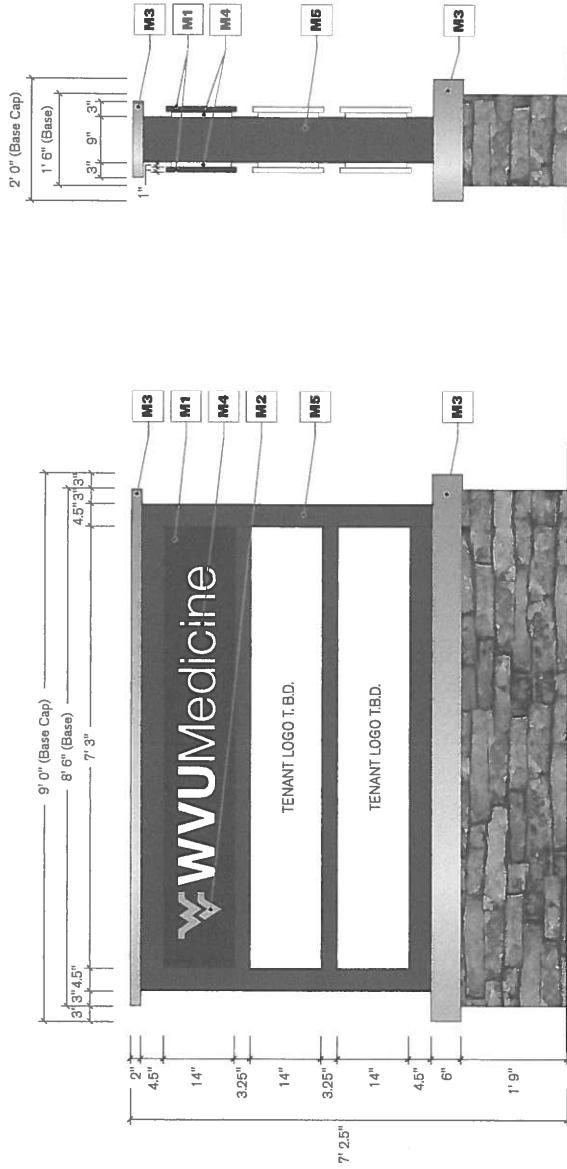 9' 0" (Base Cap)
8' 6" (Base)
3" 3" 4.5" 7' 3" 4.5" 3" 3"
7' 2.5"
2"
4.5"
14"
3.25"
14"
3.25"
14"
4.5"
6"
1' 9"
WVUMedicine
TENANT LOGO T.B.D.
TENANT LOGO T.B.D.
M3
M1
M4
M2
M5
M3
2' 0" (Base Cap)
1' 6" (Base)
3" 9" 3"
1"
M3
M1
M4
M5
M3